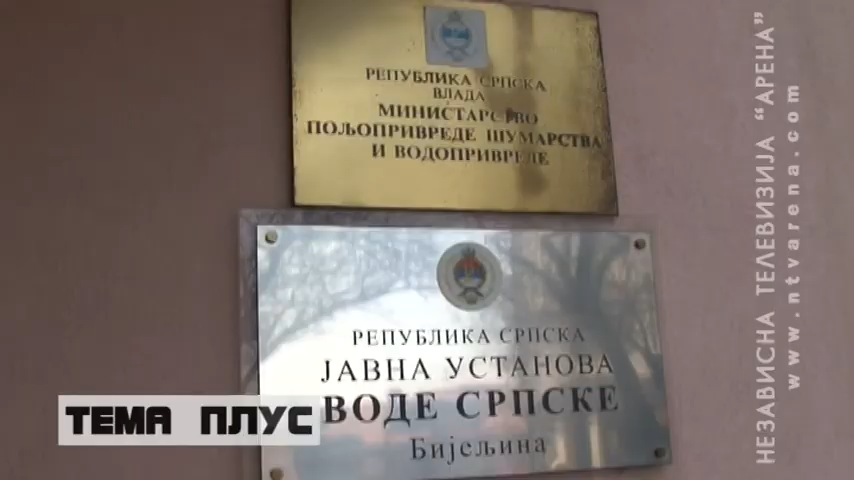 РЕПУБЛИКА СРПСКА
ВЛАДА
МИНИСТАРСТВО
ПОЉОПРИВРЕДЕ ШУМАРСТВА
И ВОДОПРИВРЕДЕ
РЕПУБЛИКА СРПСКА
ЈАВНА УСТАНОВА
ВОДЕ СРПСКЕ
Бијељина
ТЕМА ПЛУС
НЕЗАВИСНА ТЕЛЕВИЗИЈА “АРЕНА”
www.ntvarena.com